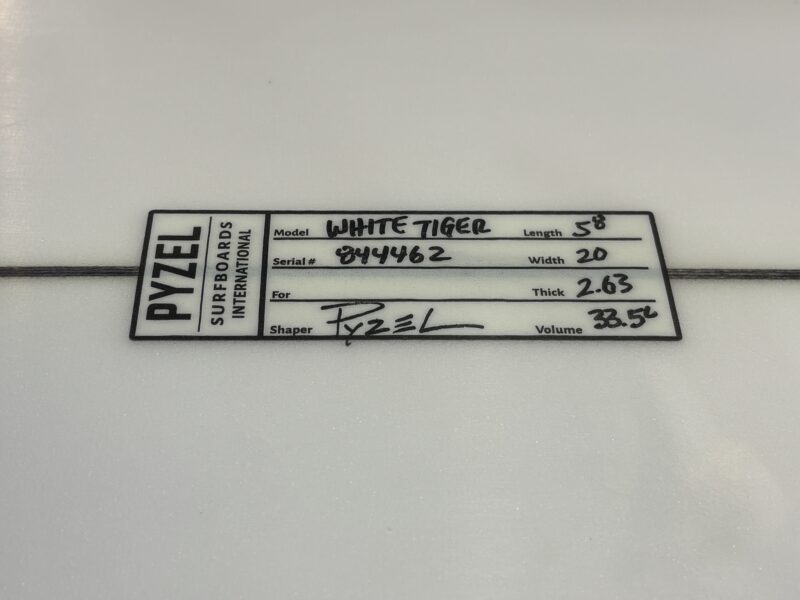 PYZEL
SURFBOARDS
INTERNATIONAL
Model WHITE TIGER Length 5'8
Serial # 844462 Width 20
For Thick 2.63
Shaper PYZEL Volume 33.5L